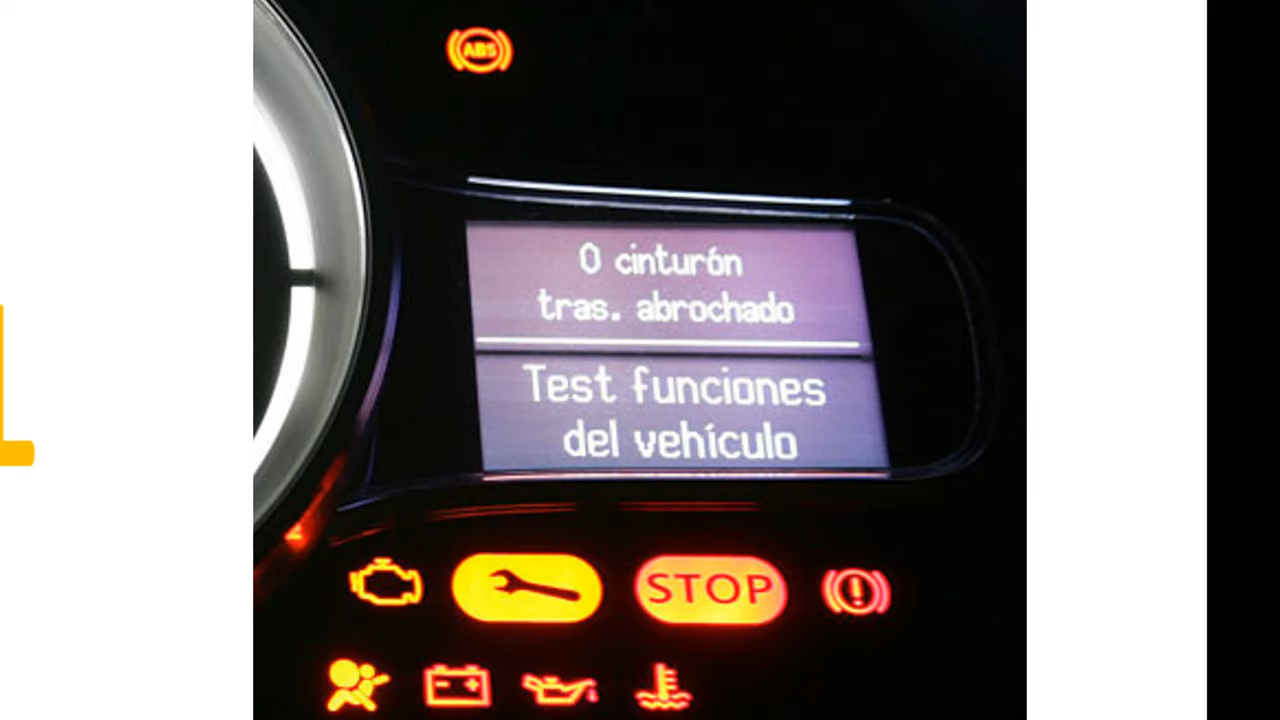 ABS
0 cinturón
tras. abrochado
Test funciones
del vehículo
STOP